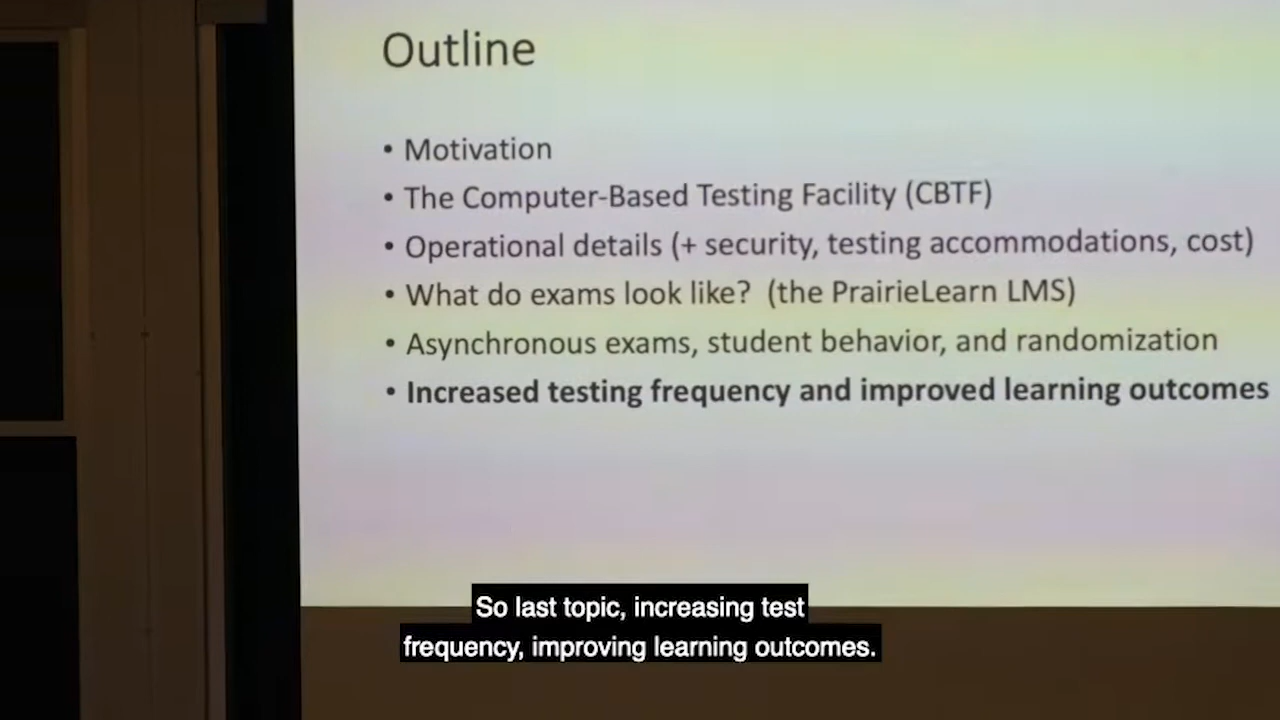 Outline
• Motivation
• The Computer-Based Testing Facility (CBTF)
• Operational details (+ security, testing accommodations, cost)
• What do exams look like?  (the PrairieLearn LMS)
• Asynchronous exams, student behavior, and randomization
• Increased testing frequency and improved learning outcomes
So last topic, increasing test
frequency, improving learning outcomes.